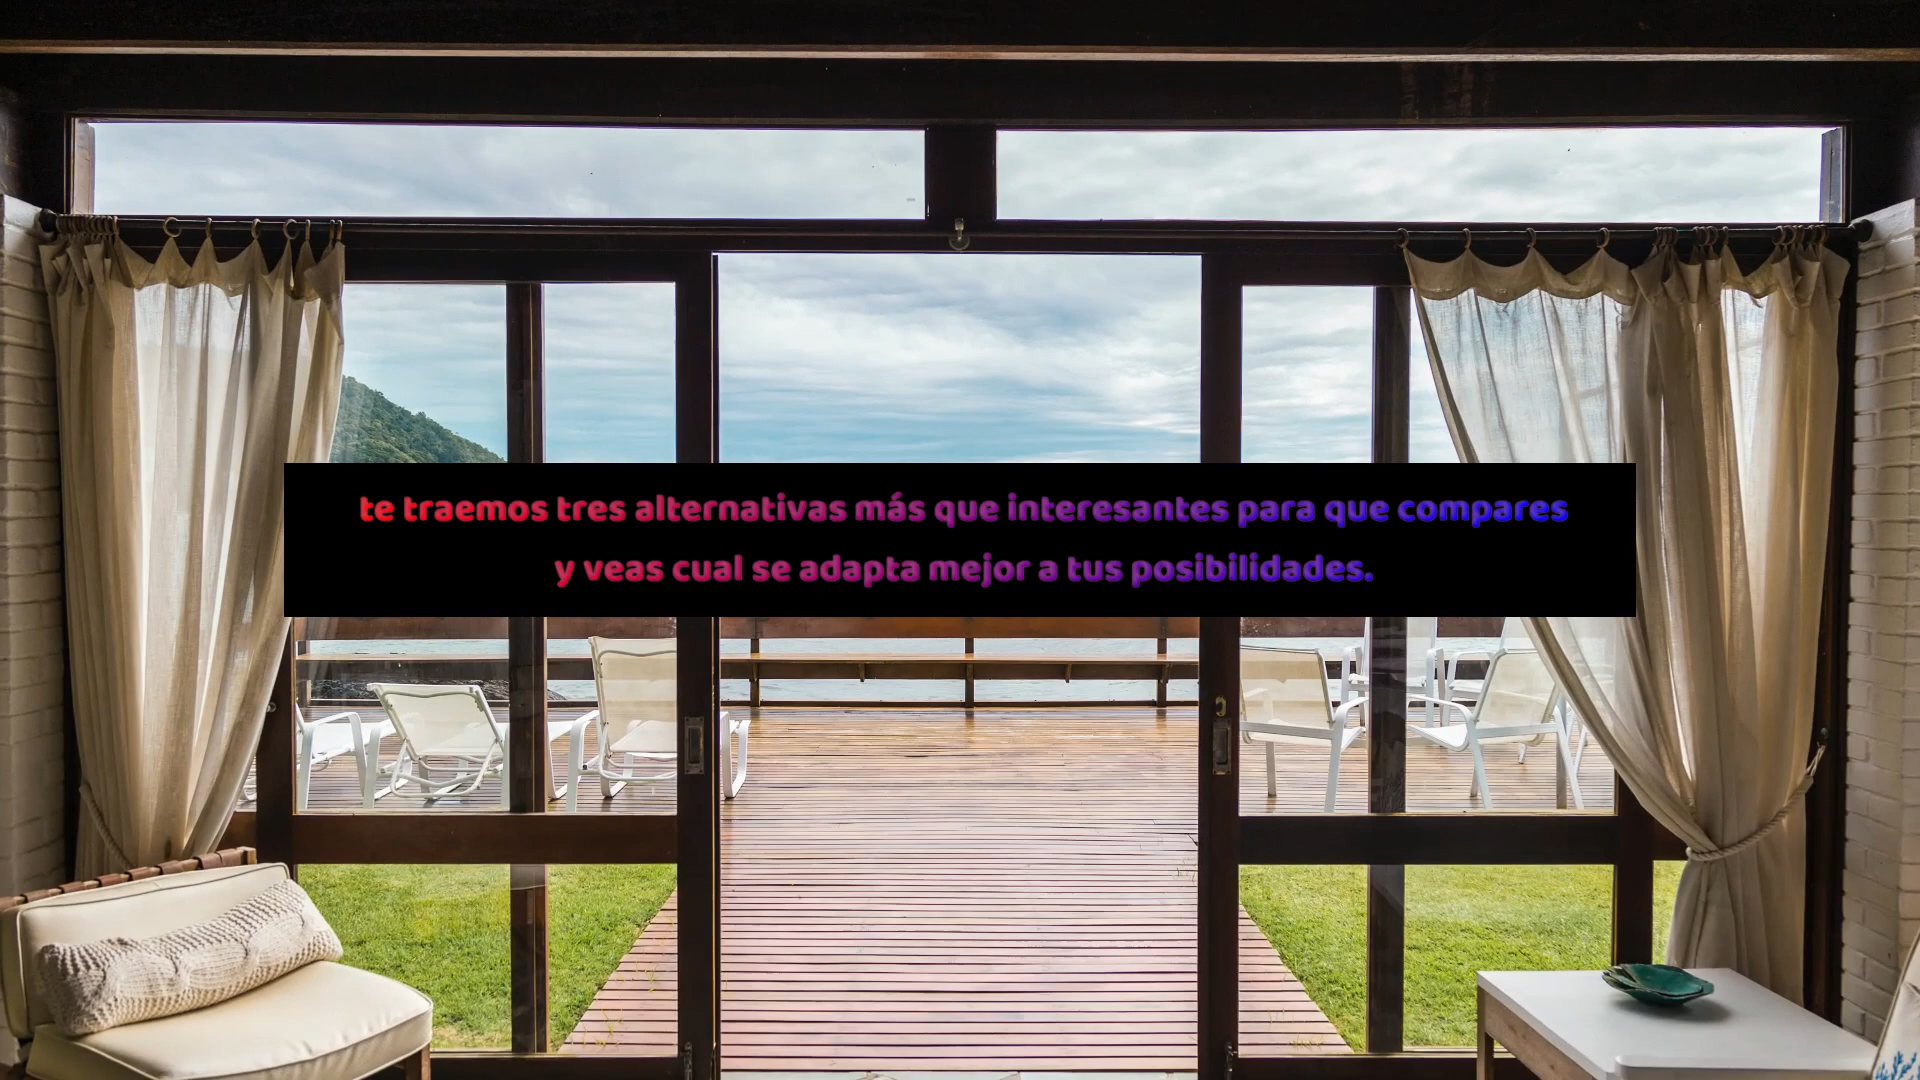 te traemos tres alternativas más que interesantes para que compares
y veas cual se adapta mejor a tus posibilidades.